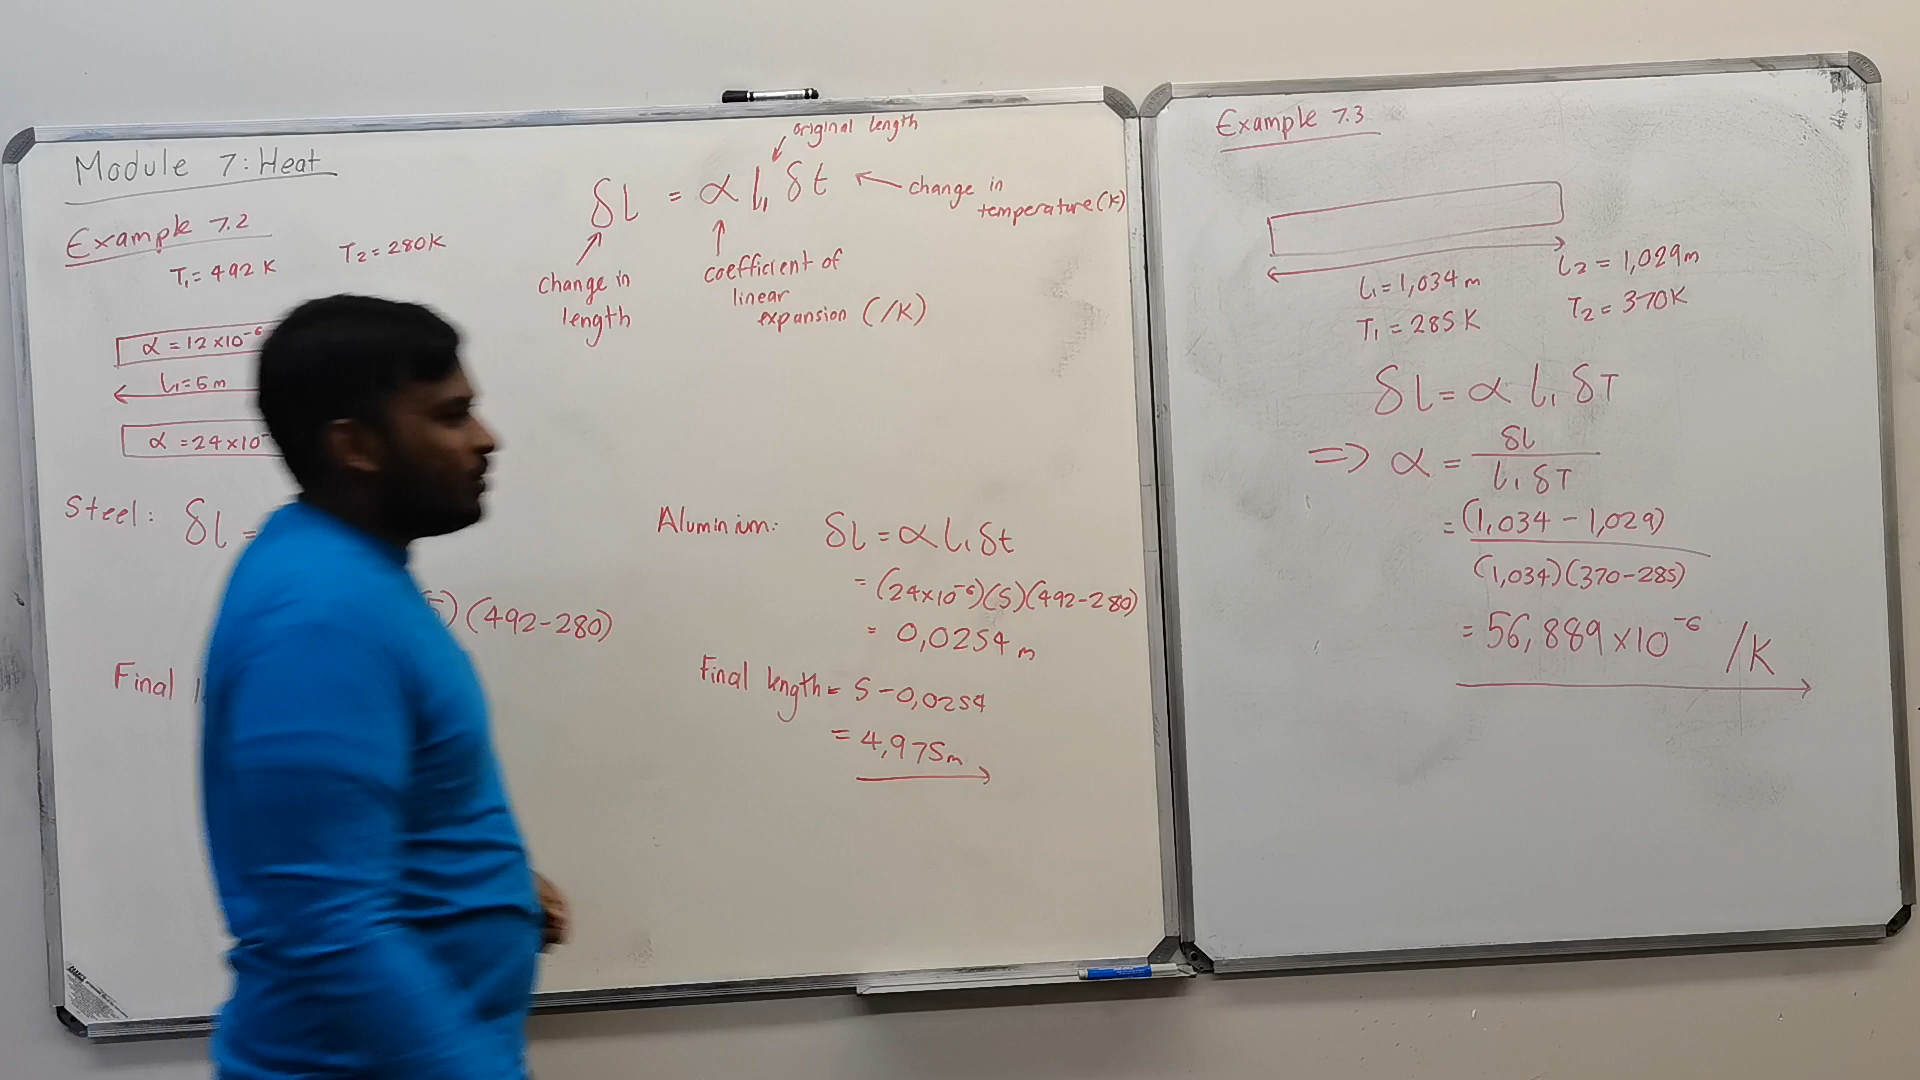 Module 7: Heat
Example 7.2
T₁ = 492 K
T₂ = 280K
δl = α l₁ δt
original length
change in temperature (K)
change in length
coefficient of linear expansion (/K)
α = 12×10⁻⁶
l₁=5m
α = 24×10
Steel: δl =
5) (492-280)
Final
Aluminium: δl = α l₁ δt
= (24×10⁻⁶)(5)(492-280)
= 0,0254 m
Final length = 5 - 0,0254
= 4,975m
Example 7.3
l₁ = 1,034 m
l₂ = 1,029m
T₁ = 285 K
T₂ = 370K
δl = α l₁ δT
⇒ α = δl / l₁ δT
= (1,034 - 1,029) / (1,034)(370-285)
= 56,889×10⁻⁶ /K